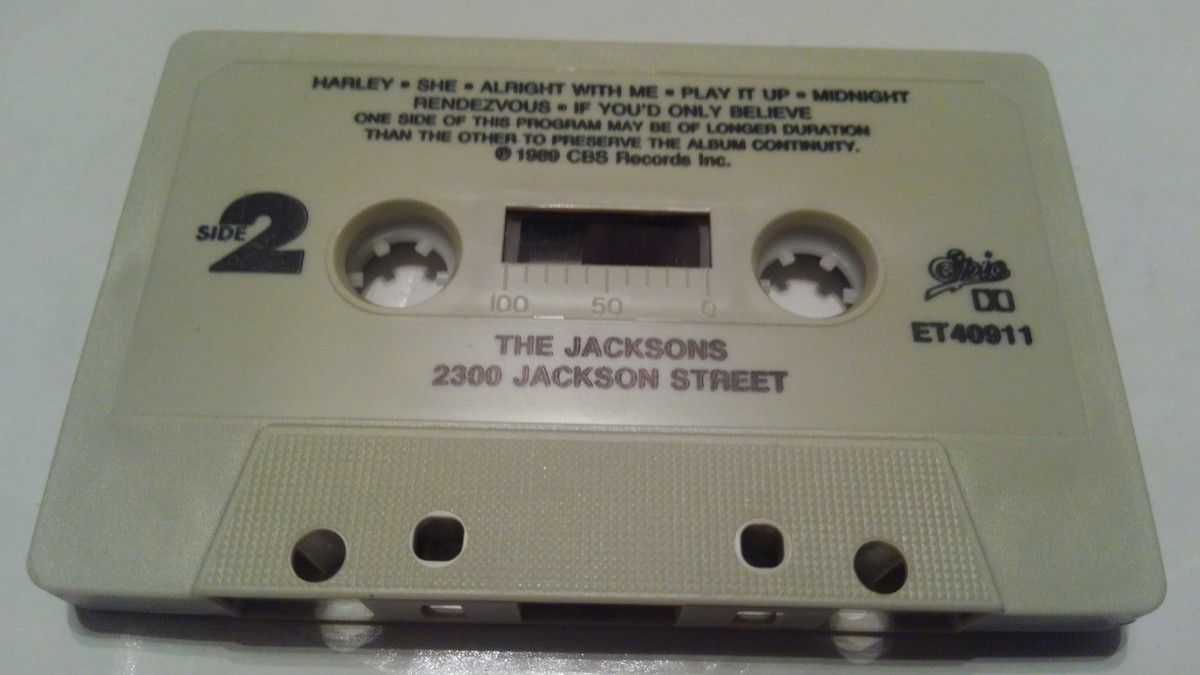 HARLEY ▪ SHE ▪ ALRIGHT WITH ME ▪ PLAY IT UP ▪ MIDNIGHT
RENDEZVOUS ▪ IF YOU'D ONLY BELIEVE
ONE SIDE OF THIS PROGRAM MAY BE OF LONGER DURATION
THAN THE OTHER TO PRESERVE THE ALBUM CONTINUITY.
℗ 1989 CBS Records Inc.
SIDE 2
Epic
100 50 0
ET40911
THE JACKSONS
2300 JACKSON STREET